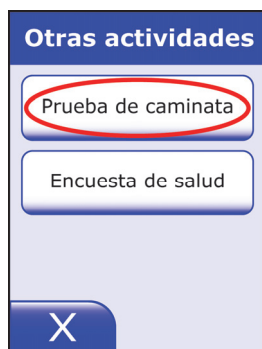 Otras actividades
Prueba de caminata
Encuesta de salud
X